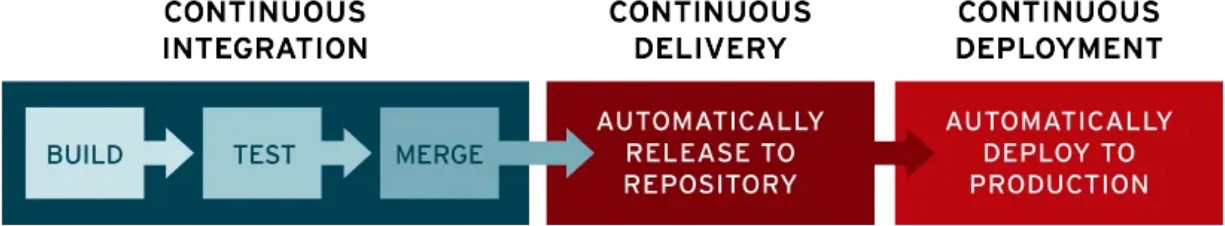 CONTINUOUS
INTEGRATION
CONTINUOUS
DELIVERY
CONTINUOUS
DEPLOYMENT
BUILD
TEST
MERGE
AUTOMATICALLY
RELEASE TO
REPOSITORY
AUTOMATICALLY
DEPLOY TO
PRODUCTION